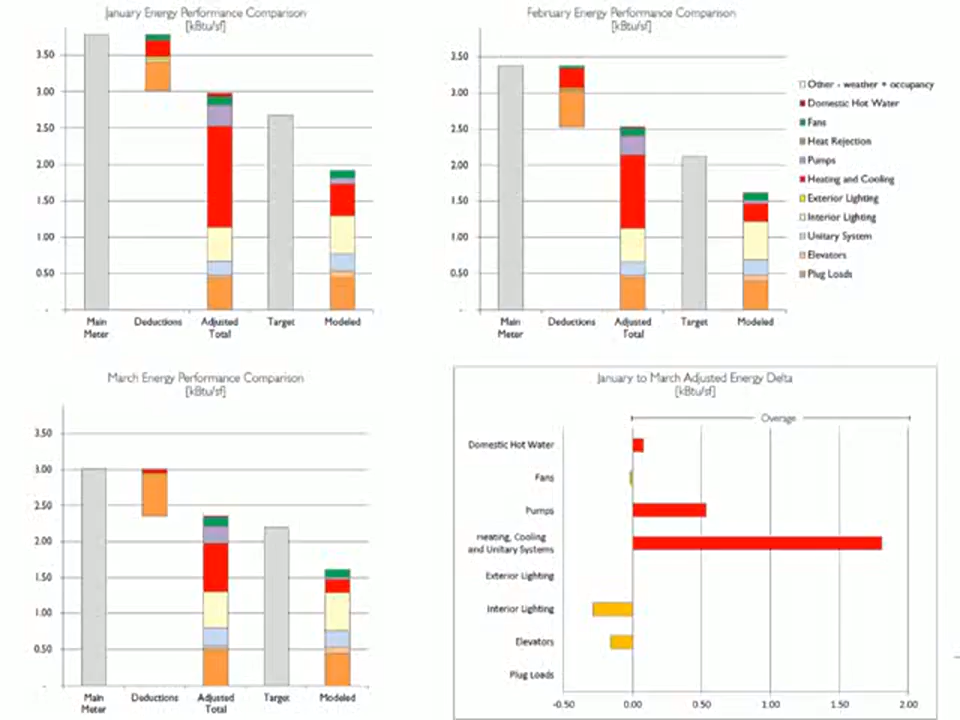 January Energy Performance Comparison
[kBtu/sf]
3.50
3.00
2.50
2.00
1.50
1.00
0.50
-
Main Meter
Deductions
Adjusted Total
Target
Modeled
February Energy Performance Comparison
[kBtu/sf]
3.50
3.00
2.50
2.00
1.50
1.00
0.50
-
Main Meter
Deductions
Adjusted Total
Target
Modeled
Other - weather + occupancy
Domestic Hot Water
Fans
Heat Rejection
Pumps
Heating and Cooling
Exterior Lighting
Interior Lighting
Unitary System
Elevators
Plug Loads
March Energy Performance Comparison
[kBtu/sf]
3.50
3.00
2.50
2.00
1.50
1.00
0.50
-
Main Meter
Deductions
Adjusted Total
Target
Modeled
January to March Adjusted Energy Delta
[kBtu/sf]
Overage
Domestic Hot Water
Fans
Pumps
Heating, Cooling
and Unitary Systems
Exterior Lighting
Interior Lighting
Elevators
Plug Loads
-0.50
0.00
0.50
1.00
1.50
2.00